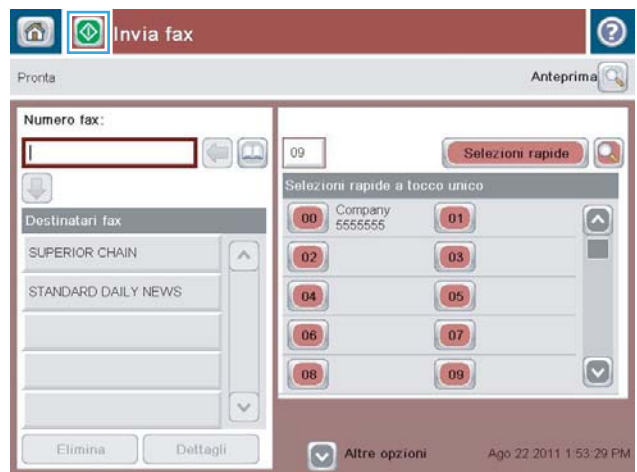 Invia fax
Pronta
Anteprima
Numero fax:
09
Selezioni rapide
Destinatari fax
SUPERIOR CHAIN
STANDARD DAILY NEWS
Elimina
Dettagli
Selezioni rapide a tocco unico
00 Company 5555555
01
02
03
04
05
06
07
08
09
Altre opzioni
Ago 22 2011 1:53:29 PM